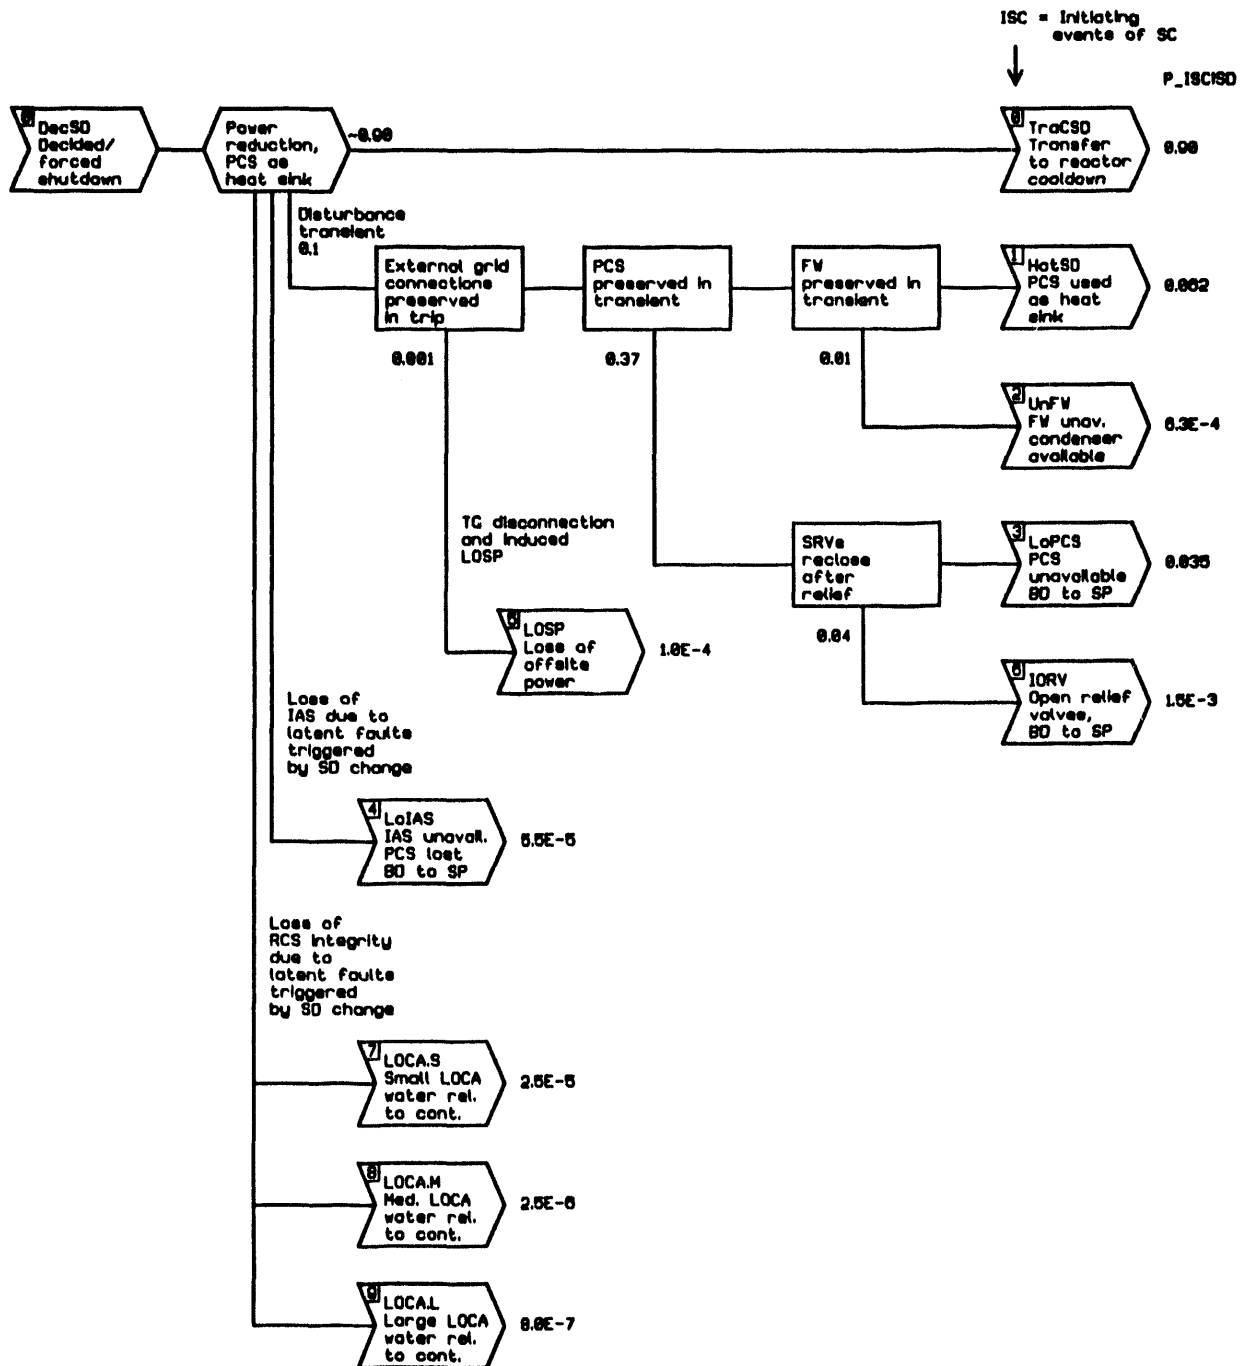 ISC = Initiating
events of SC
P_ISC|SD
0
DecSD
Decided/
forced
shutdown
Power
reduction,
PCS as
heat sink
~0.90
0
TraCSD
Transfer
to reactor
cooldown
0.90
Disturbance
transient
0.1
External grid
connections
preserved
in trip
PCS
preserved in
transient
FW
preserved in
transient
1
HotSD
PCS used
as heat
sink
0.062
0.001
0.37
0.01
2
UnFW
FW unav.
condenser
available
6.3E-4
TG disconnection
and induced
LOSP
SRVs
reclose
after
relief
3
LoPCS
PCS
unavailable
BD to SP
0.035
5
LOSP
Loss of
offsite
power
1.0E-4
0.04
6
IORV
Open relief
valves,
BD to SP
1.5E-3
Loss of
IAS due to
latent faults
triggered
by SD change
4
LoIAS
IAS unavail.
PCS lost
BD to SP
5.5E-5
Loss of
RCS integrity
due to
latent faults
triggered
by SD change
7
LOCA.S
Small LOCA
water rel.
to cont.
2.5E-5
8
LOCA.M
Med. LOCA
water rel.
to cont.
2.5E-6
9
LOCA.L
Large LOCA
water rel.
to cont.